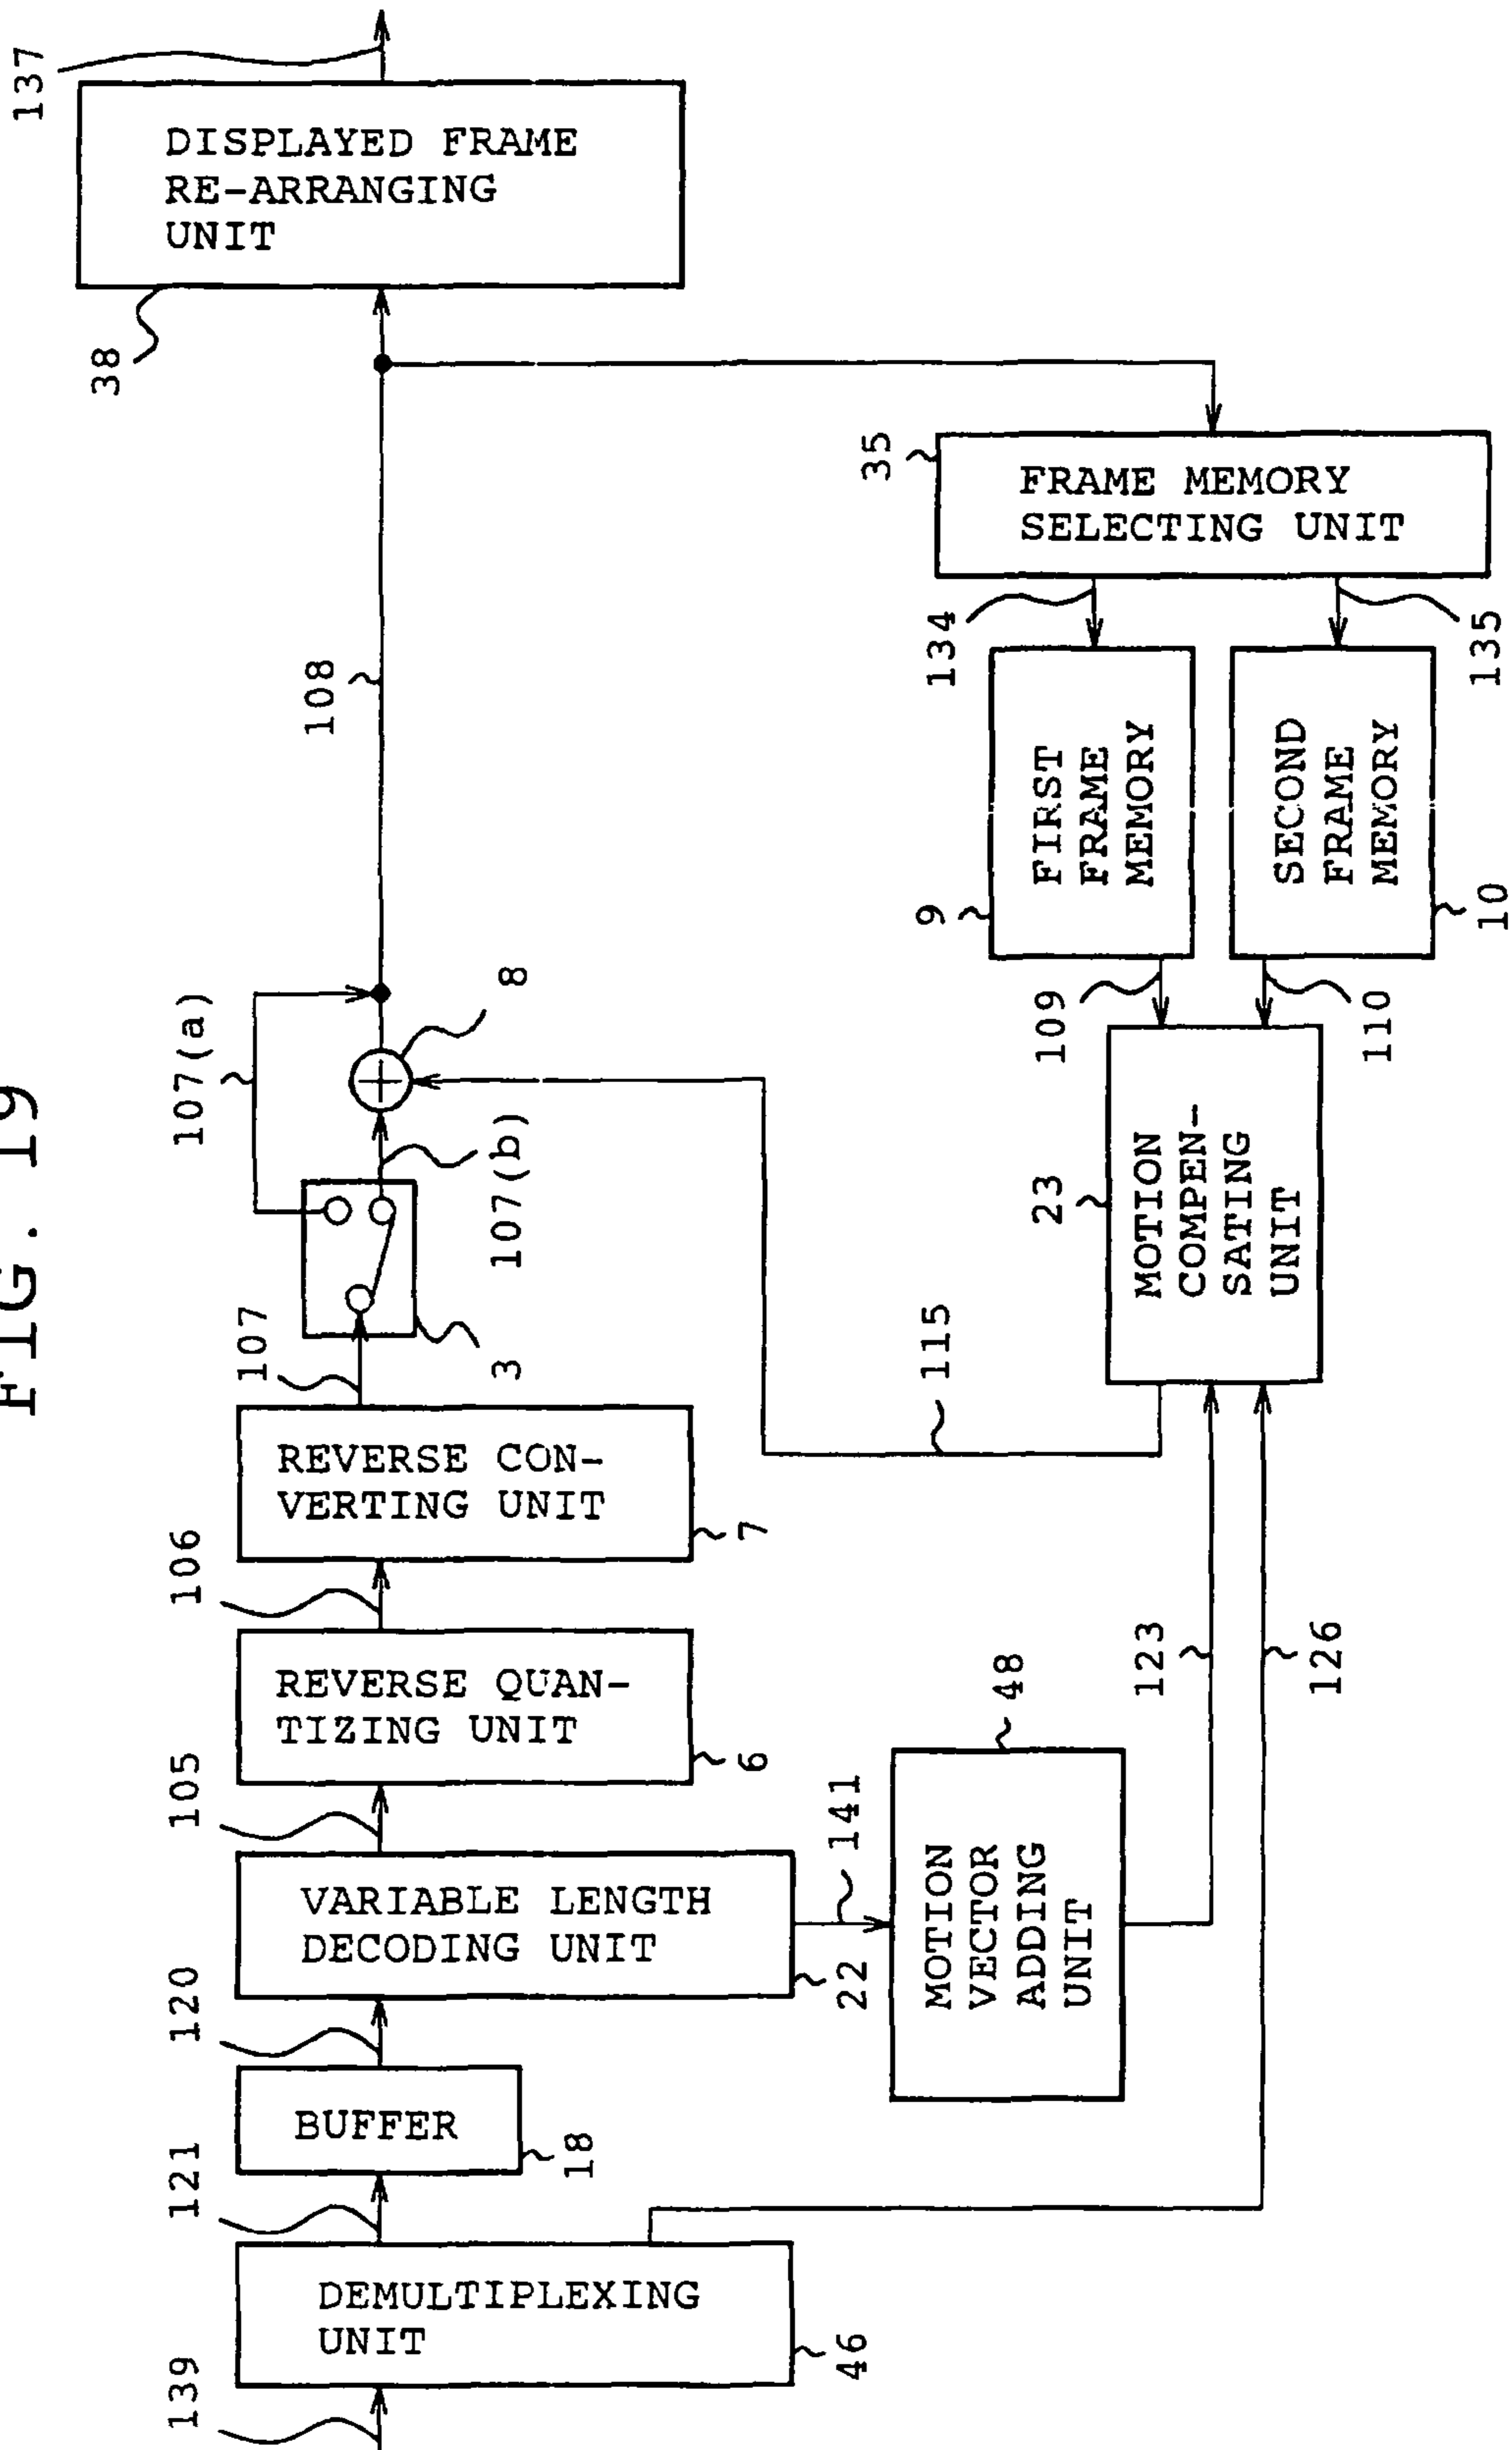 FIG. 19
139
DEMULTIPLEXING
UNIT
46
121
BUFFER
18
120
VARIABLE LENGTH
DECODING UNIT
22
105
REVERSE QUAN-
TIZING UNIT
6
106
REVERSE CON-
VERTING UNIT
7
107
3
107(a)
107(b)
8
108
DISPLAYED FRAME
RE-ARRANGING
UNIT
38
137
141
MOTION
VECTOR
ADDING
UNIT
48
123
126
115
MOTION
COMPEN-
SATING
UNIT
23
109
110
FIRST
FRAME
MEMORY
9
SECOND
FRAME
MEMORY
10
134
135
FRAME MEMORY
SELECTING UNIT
35